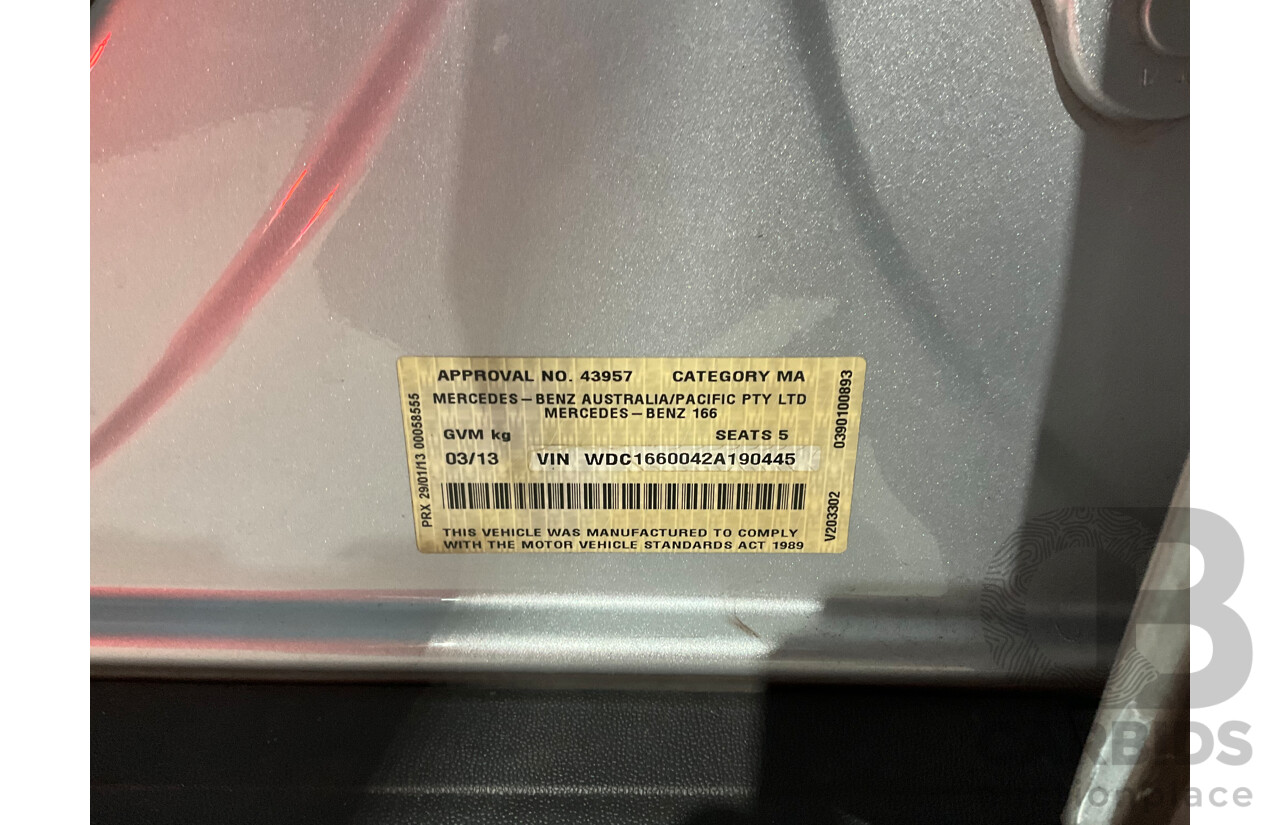 APPROVAL NO. 43957 CATEGORY MA
MERCEDES-BENZ AUSTRALIA/PACIFIC PTY LTD
MERCEDES-BENZ 166
GVM kg SEATS 5
03/13 VIN WDC1660042A190445
THIS VEHICLE WAS MANUFACTURED TO COMPLY
WITH THE MOTOR VEHICLE STANDARDS ACT 1989
PRX 29/01/13 00058555
0390100893
V203302
CARBIDS